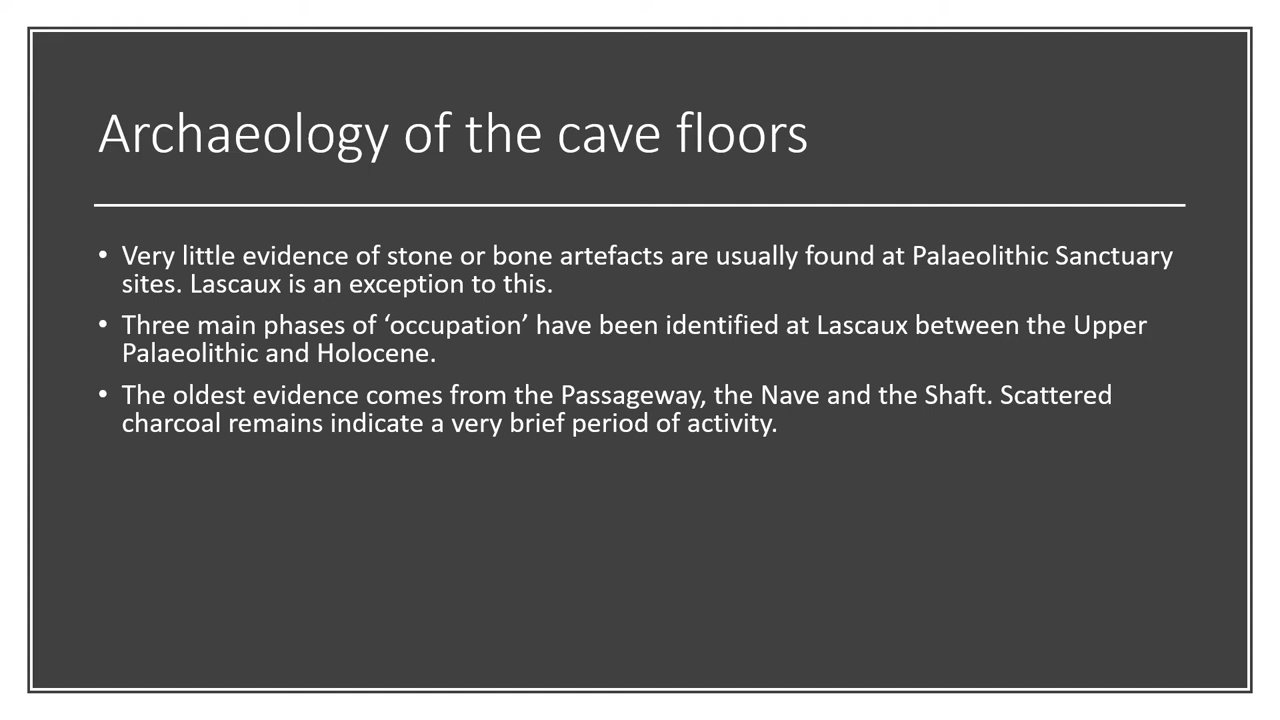 Archaeology of the cave floors
• Very little evidence of stone or bone artefacts are usually found at Palaeolithic Sanctuary
sites. Lascaux is an exception to this.
• Three main phases of ‘occupation’ have been identified at Lascaux between the Upper
Palaeolithic and Holocene.
• The oldest evidence comes from the Passageway, the Nave and the Shaft. Scattered
charcoal remains indicate a very brief period of activity.